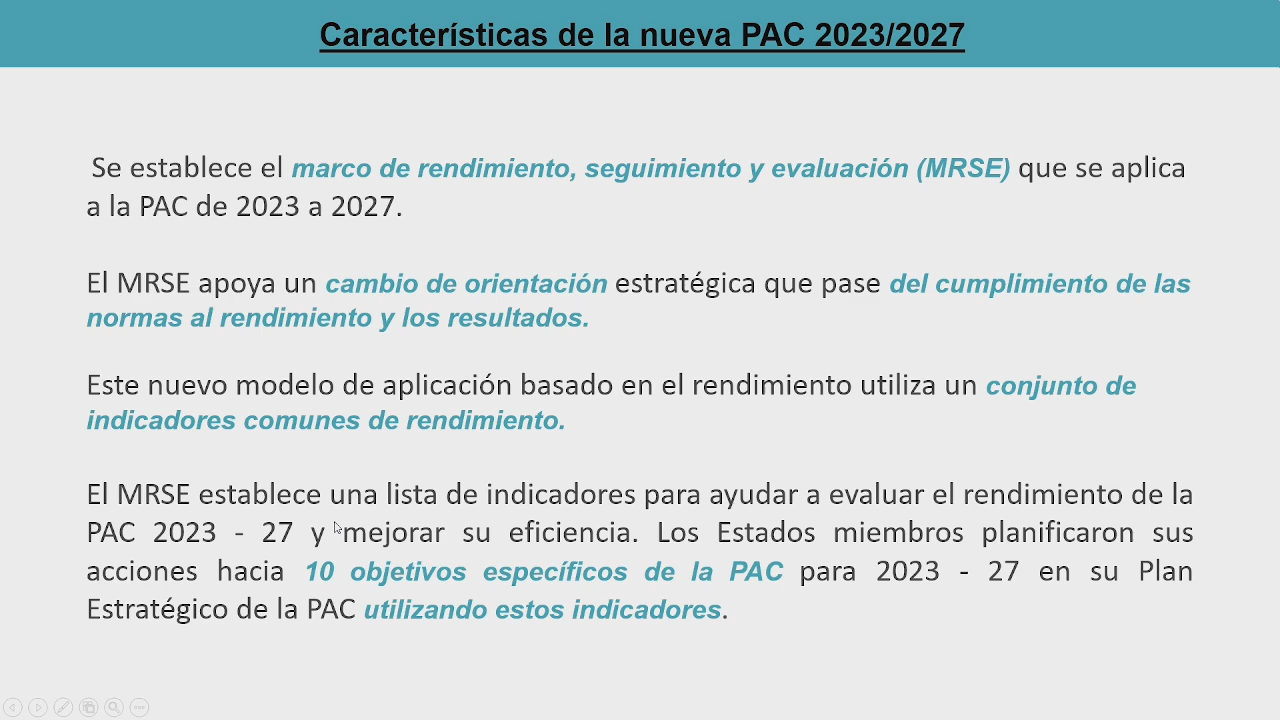 Características de la nueva PAC 2023/2027
Se establece el marco de rendimiento, seguimiento y evaluación (MRSE) que se aplica
a la PAC de 2023 a 2027.
El MRSE apoya un cambio de orientación estratégica que pase del cumplimiento de las
normas al rendimiento y los resultados.
Este nuevo modelo de aplicación basado en el rendimiento utiliza un conjunto de
indicadores comunes de rendimiento.
El MRSE establece una lista de indicadores para ayudar a evaluar el rendimiento de la
PAC 2023 - 27 y mejorar su eficiencia. Los Estados miembros planificaron sus
acciones hacia 10 objetivos específicos de la PAC para 2023 - 27 en su Plan
Estratégico de la PAC utilizando estos indicadores.